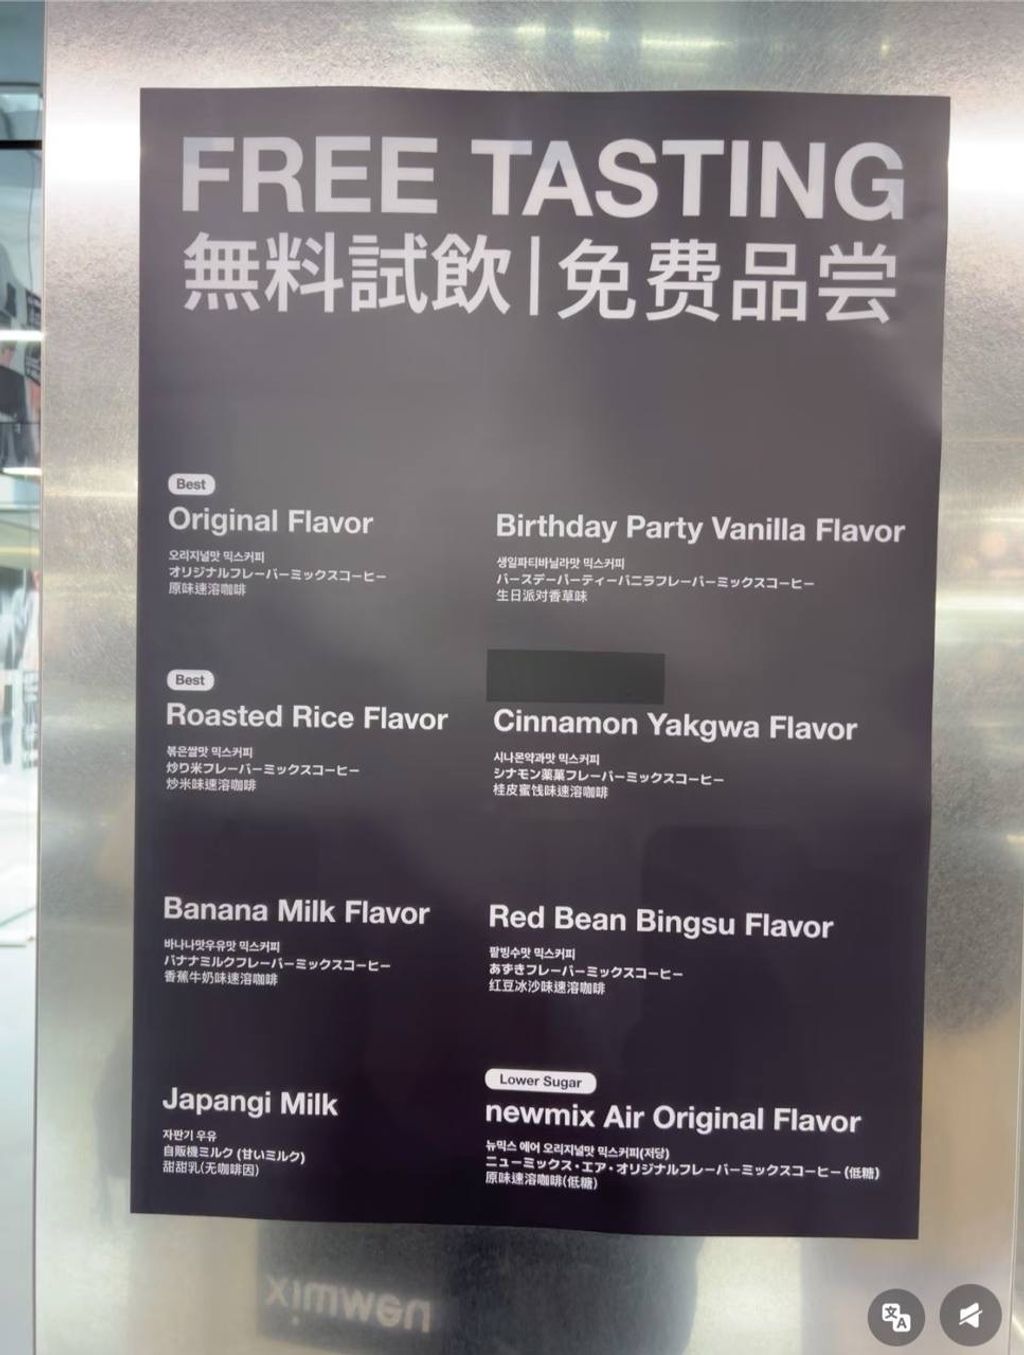 FREE TASTING
無料試飲|免费品尝
Best
Original Flavor
오리지널맛 믹스커피
オリジナルフレーバーミックスコーヒー
原味速溶咖啡
Birthday Party Vanilla Flavor
생일파티바닐라맛 믹스커피
バースデーパーティーバニラフレーバーミックスコーヒー
生日派对香草味
Best
Roasted Rice Flavor
볶은쌀맛 믹스커피
炒り米フレーバーミックスコーヒー
炒米味速溶咖啡
Cinnamon Yakgwa Flavor
시나몬약과맛 믹스커피
シナモン薬菓フレーバーミックスコーヒー
桂皮蜜饯味速溶咖啡
Banana Milk Flavor
바나나맛우유맛 믹스커피
バナナミルクフレーバーミックスコーヒー
香蕉牛奶味速溶咖啡
Red Bean Bingsu Flavor
팥빙수맛 믹스커피
あずきフレーバーミックスコーヒー
红豆冰沙味速溶咖啡
Japangi Milk
자판기 우유
自販機ミルク (甘いミルク)
甜甜乳(无咖啡因)
Lower Sugar
newmix Air Original Flavor
뉴믹스 에어 오리지널맛 믹스커피(저당)
ニューミックス・エア・オリジナルフレーバーミックスコーヒー (低糖)
原味速溶咖啡(低糖)
newmix